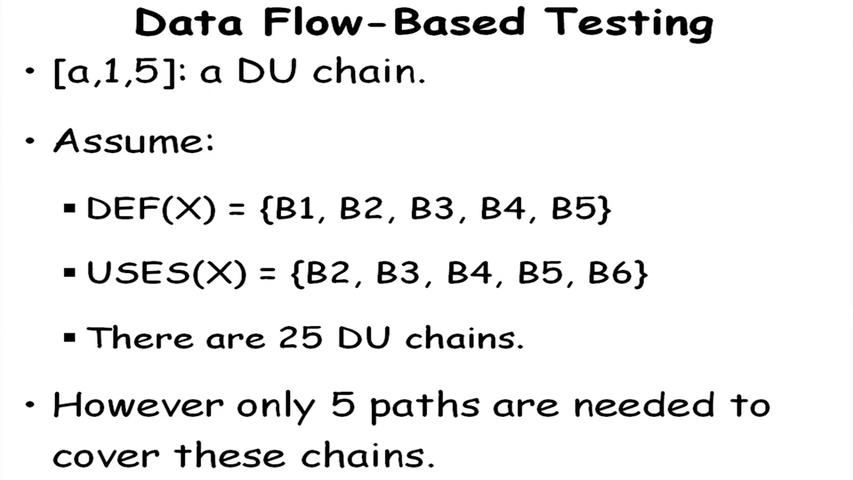 Data Flow-Based Testing
• [a,1,5]: a DU chain.
• Assume:
▪ DEF(X) = {B1, B2, B3, B4, B5}
▪ USES(X) = {B2, B3, B4, B5, B6}
▪ There are 25 DU chains.
• However only 5 paths are needed to
cover these chains.